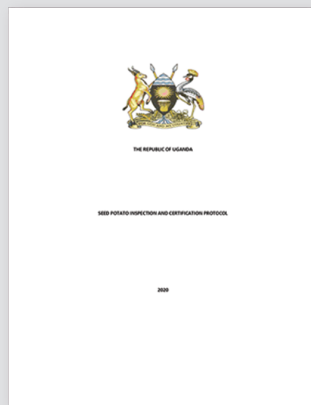 THE REPUBLIC OF UGANDA
SEED POTATO INSPECTION AND CERTIFICATION PROTOCOL
2020